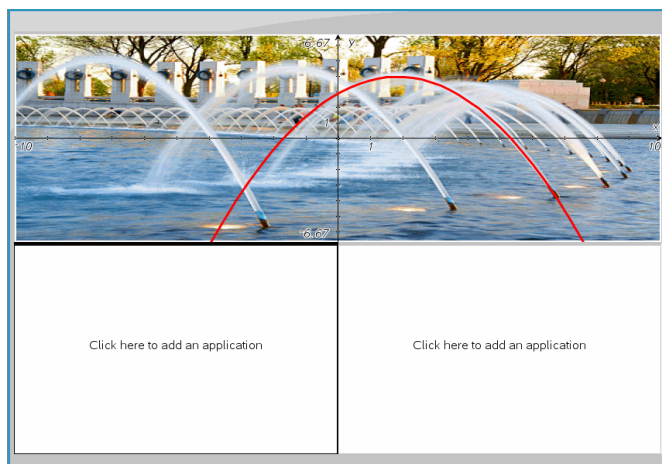 -6.67 y
1
x
-10 1 10
-6.67
Click here to add an application
Click here to add an application